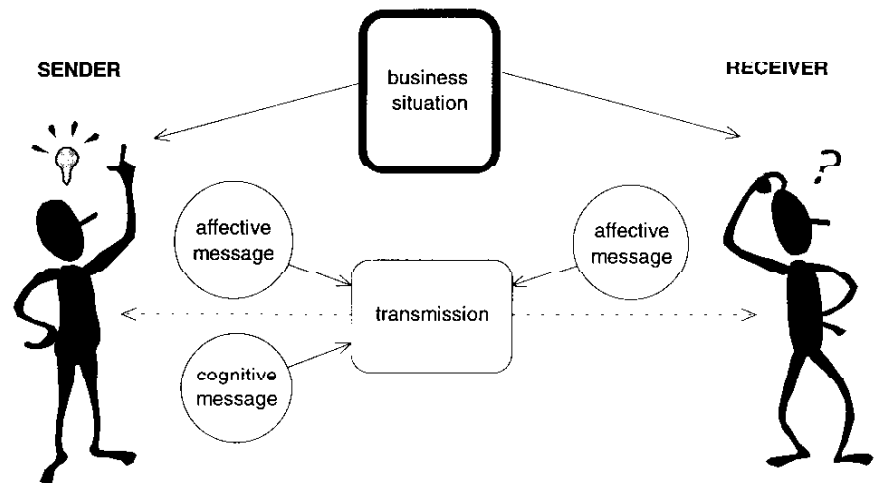 SENDER
business
situation
RECEIVER
?
affective
message
affective
message
transmission
cognitive
message